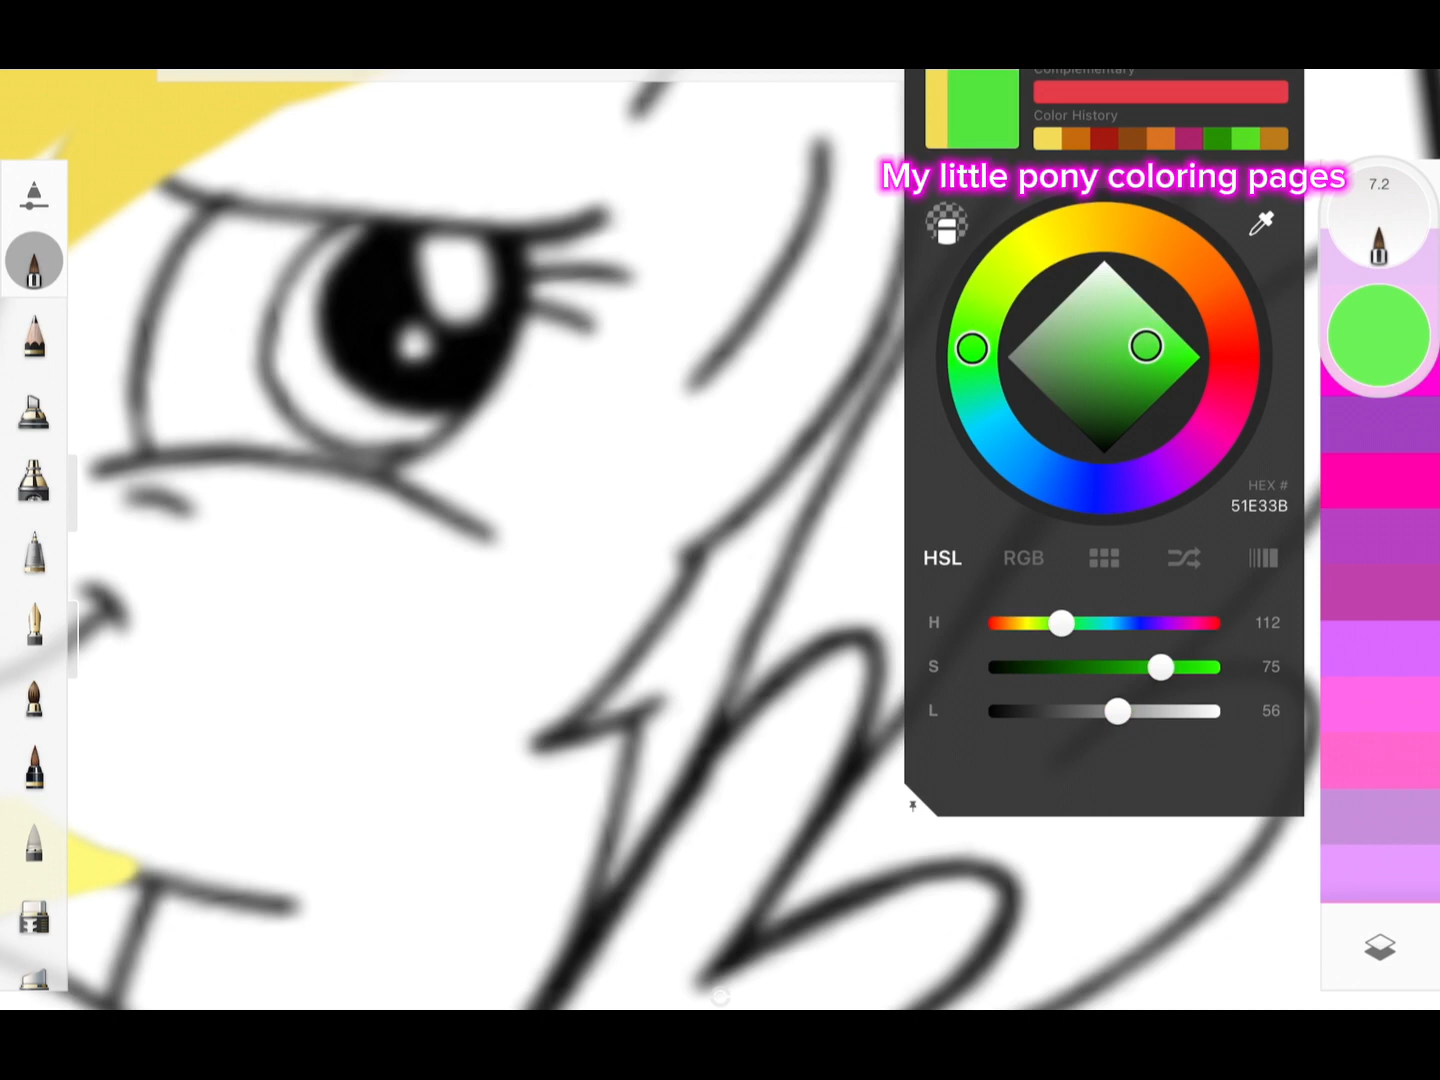 Complementary
Color History
My little pony coloring pages
7.2
HEX #
51E33B
HSL RGB
H 112
S 75
L 56